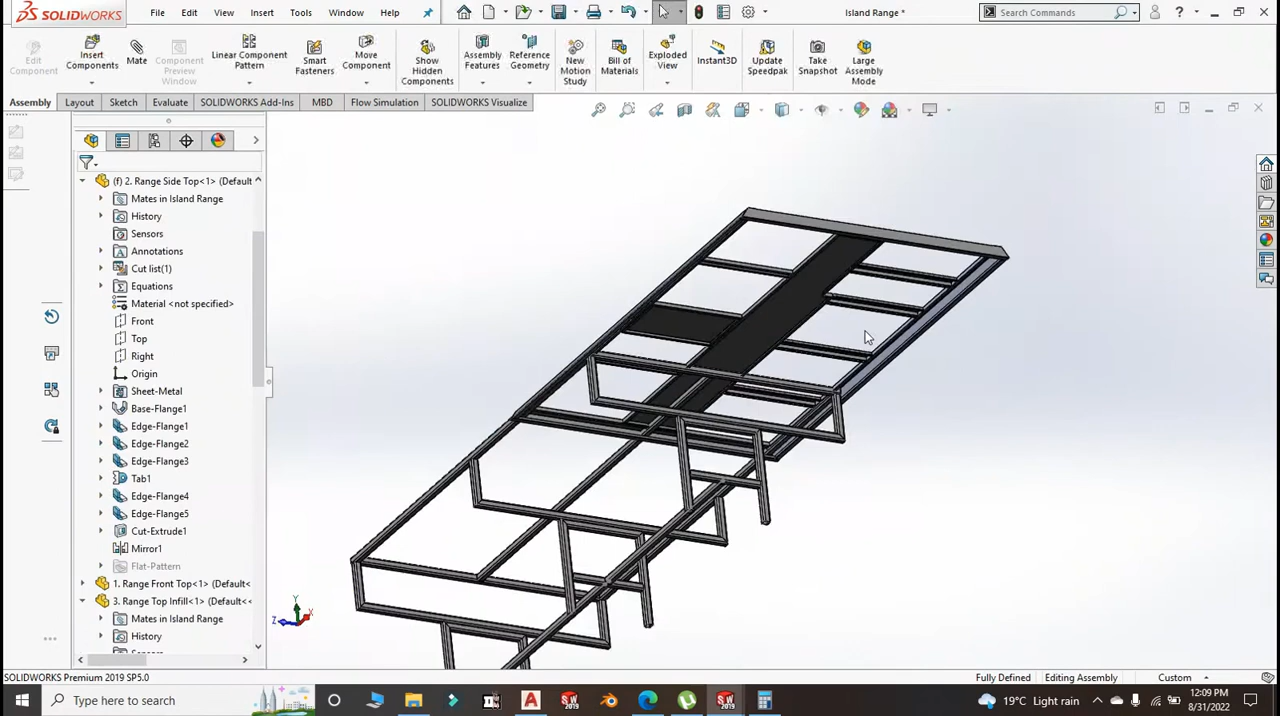 SOLIDWORKS
File
Edit
View
Insert
Tools
Window
Help
Island Range *
Search Commands
Edit Component
Insert Components
Mate
Component Preview Window
Linear Component Pattern
Smart Fasteners
Move Component
Show Hidden Components
Assembly Features
Reference Geometry
New Motion Study
Bill of Materials
Exploded View
Instant3D
Update Speedpak
Take Snapshot
Large Assembly Mode
Assembly
Layout
Sketch
Evaluate
SOLIDWORKS Add-Ins
MBD
Flow Simulation
SOLIDWORKS Visualize
(f) 2. Range Side Top<1> (Default
Mates in Island Range
History
Sensors
Annotations
Cut list(1)
Equations
Material <not specified>
Front
Top
Right
Origin
Sheet-Metal
Base-Flange1
Edge-Flange1
Edge-Flange2
Edge-Flange3
Tab1
Edge-Flange4
Edge-Flange5
Cut-Extrude1
Mirror1
Flat-Pattern
1. Range Front Top<1> (Default<
3. Range Top Infill<1> (Default<<
Mates in Island Range
History
Y
X
Z
SOLIDWORKS Premium 2019 SP5.0
Fully Defined
Editing Assembly
Custom
Type here to search
19°C Light rain
12:09 PM
8/31/2022